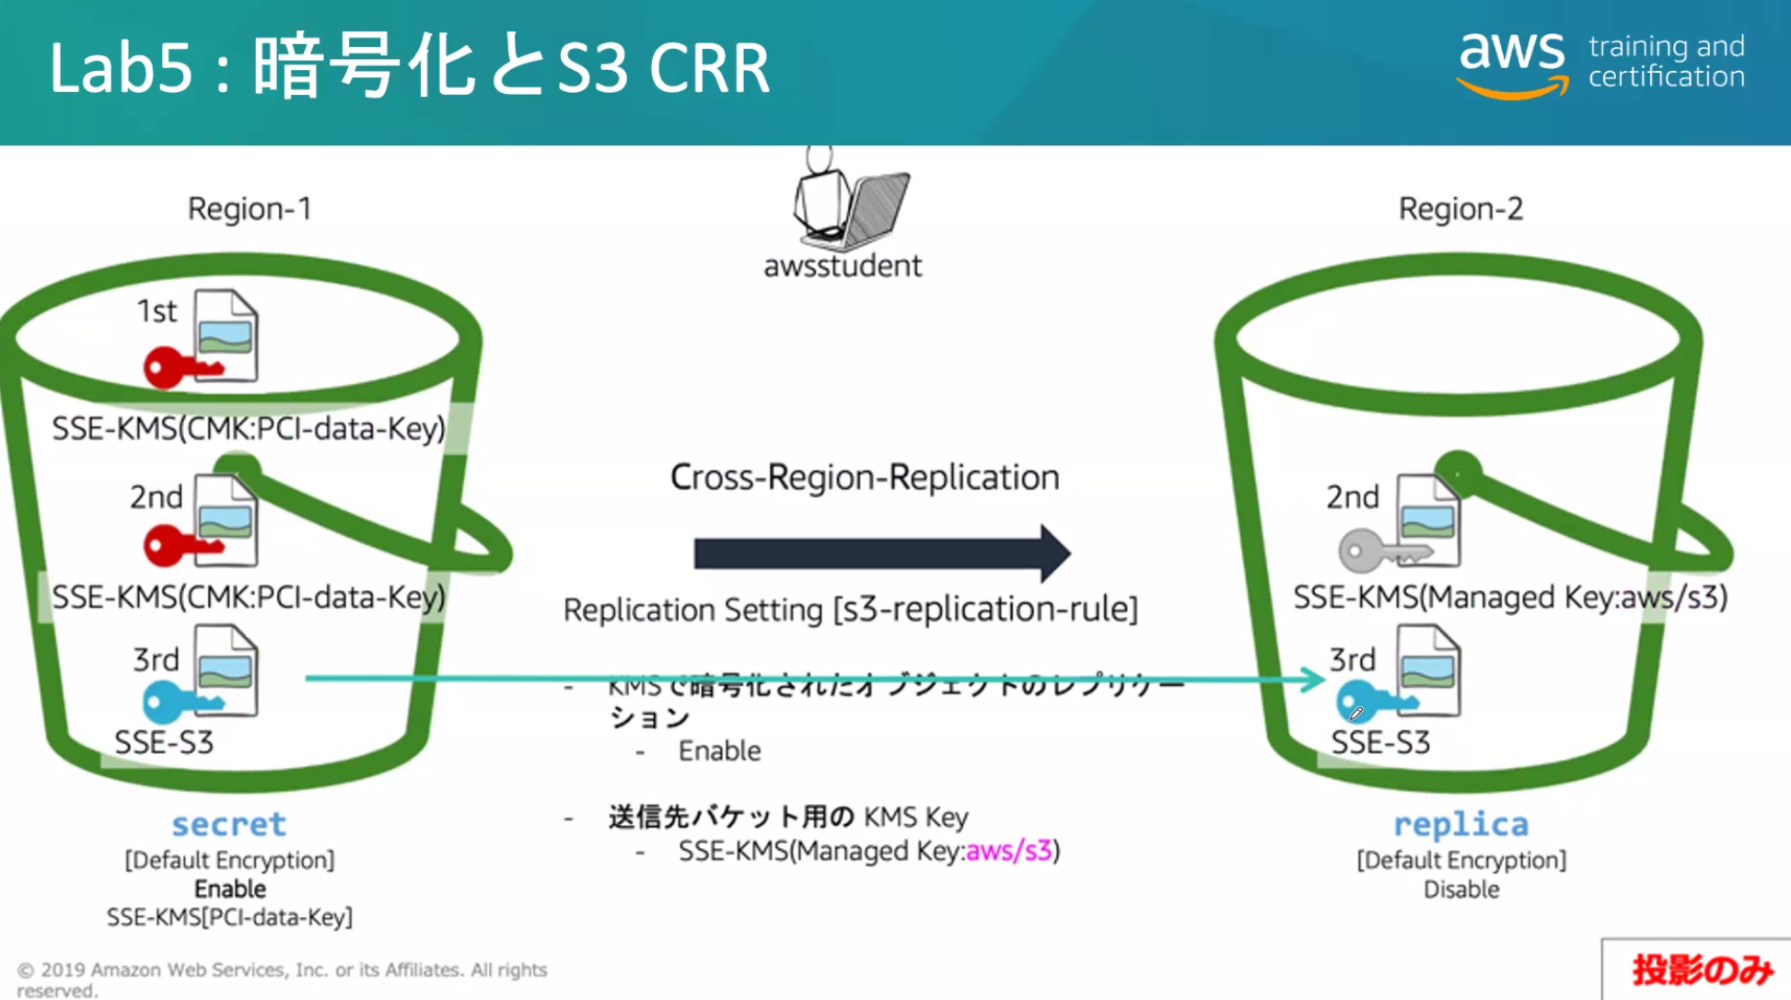 Lab5 : 暗号化とS3 CRR
aws training and
certification
Region-1
awsstudent
Region-2
1st
SSE-KMS(CMK:PCI-data-Key)
2nd
SSE-KMS(CMK:PCI-data-Key)
3rd
SSE-S3
secret
[Default Encryption]
Enable
SSE-KMS[PCI-data-Key]
Cross-Region-Replication
Replication Setting [s3-replication-rule]
- KMSで暗号化されたオブジェクトのレプリケー
ション
- Enable
- 送信先バケット用の KMS Key
- SSE-KMS(Managed Key:aws/s3)
2nd
SSE-KMS(Managed Key:aws/s3)
3rd
SSE-S3
replica
[Default Encryption]
Disable
© 2019 Amazon Web Services, Inc. or its Affiliates. All rights
reserved.
投影のみ